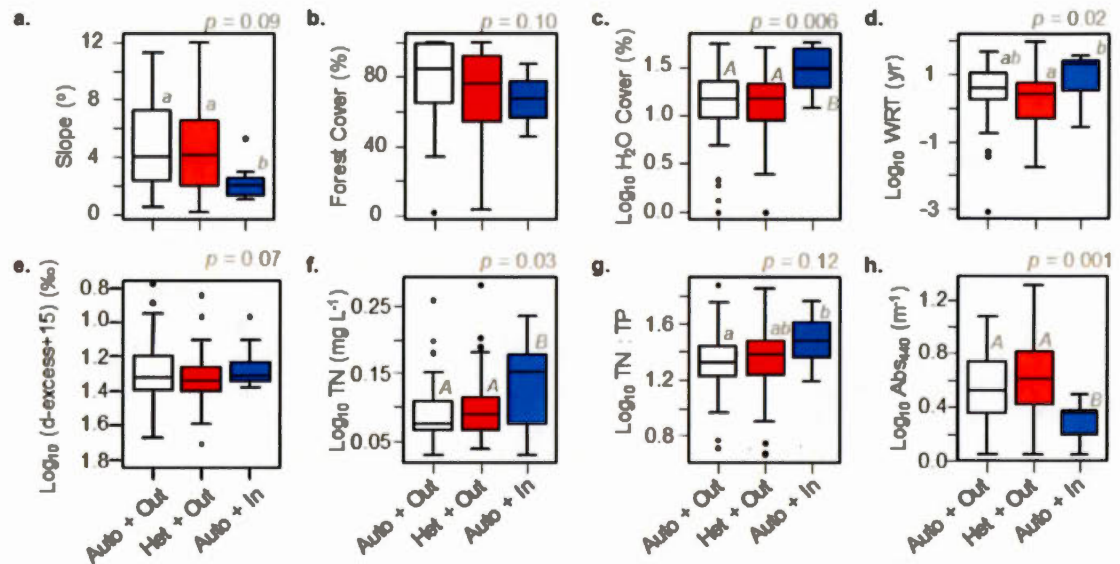 a.
p = 0.09
Slope (º)
12
8
4
0
a
a
b
b.
p = 0.10
Forest Cover (%)
80
40
0
c.
p = 0.006
Log10 H2O Cover (%)
1.5
1.0
0.5
0.0
A
A
B
d.
p = 0.02
Log10 WRT (yr)
1
-1
-3
ab
a
b
e.
p = 0.07
Log10 (d-excess+15) (‰)
0.8
1.0
1.2
1.4
1.6
1.8
Auto + Out
Het + Out
Auto + In
f.
p = 0.03
Log10 TN (mg L-1)
0.25
0.15
0.05
A
A
B
Auto + Out
Het + Out
Auto + In
g.
p = 0.12
Log10 TN : TP
1.6
1.2
0.8
a
ab
b
Auto + Out
Het + Out
Auto + In
h.
p = 0.001
Log10 Abs440 (m-1)
1.2
0.8
0.4
0.0
A
A
B
Auto + Out
Het + Out
Auto + In